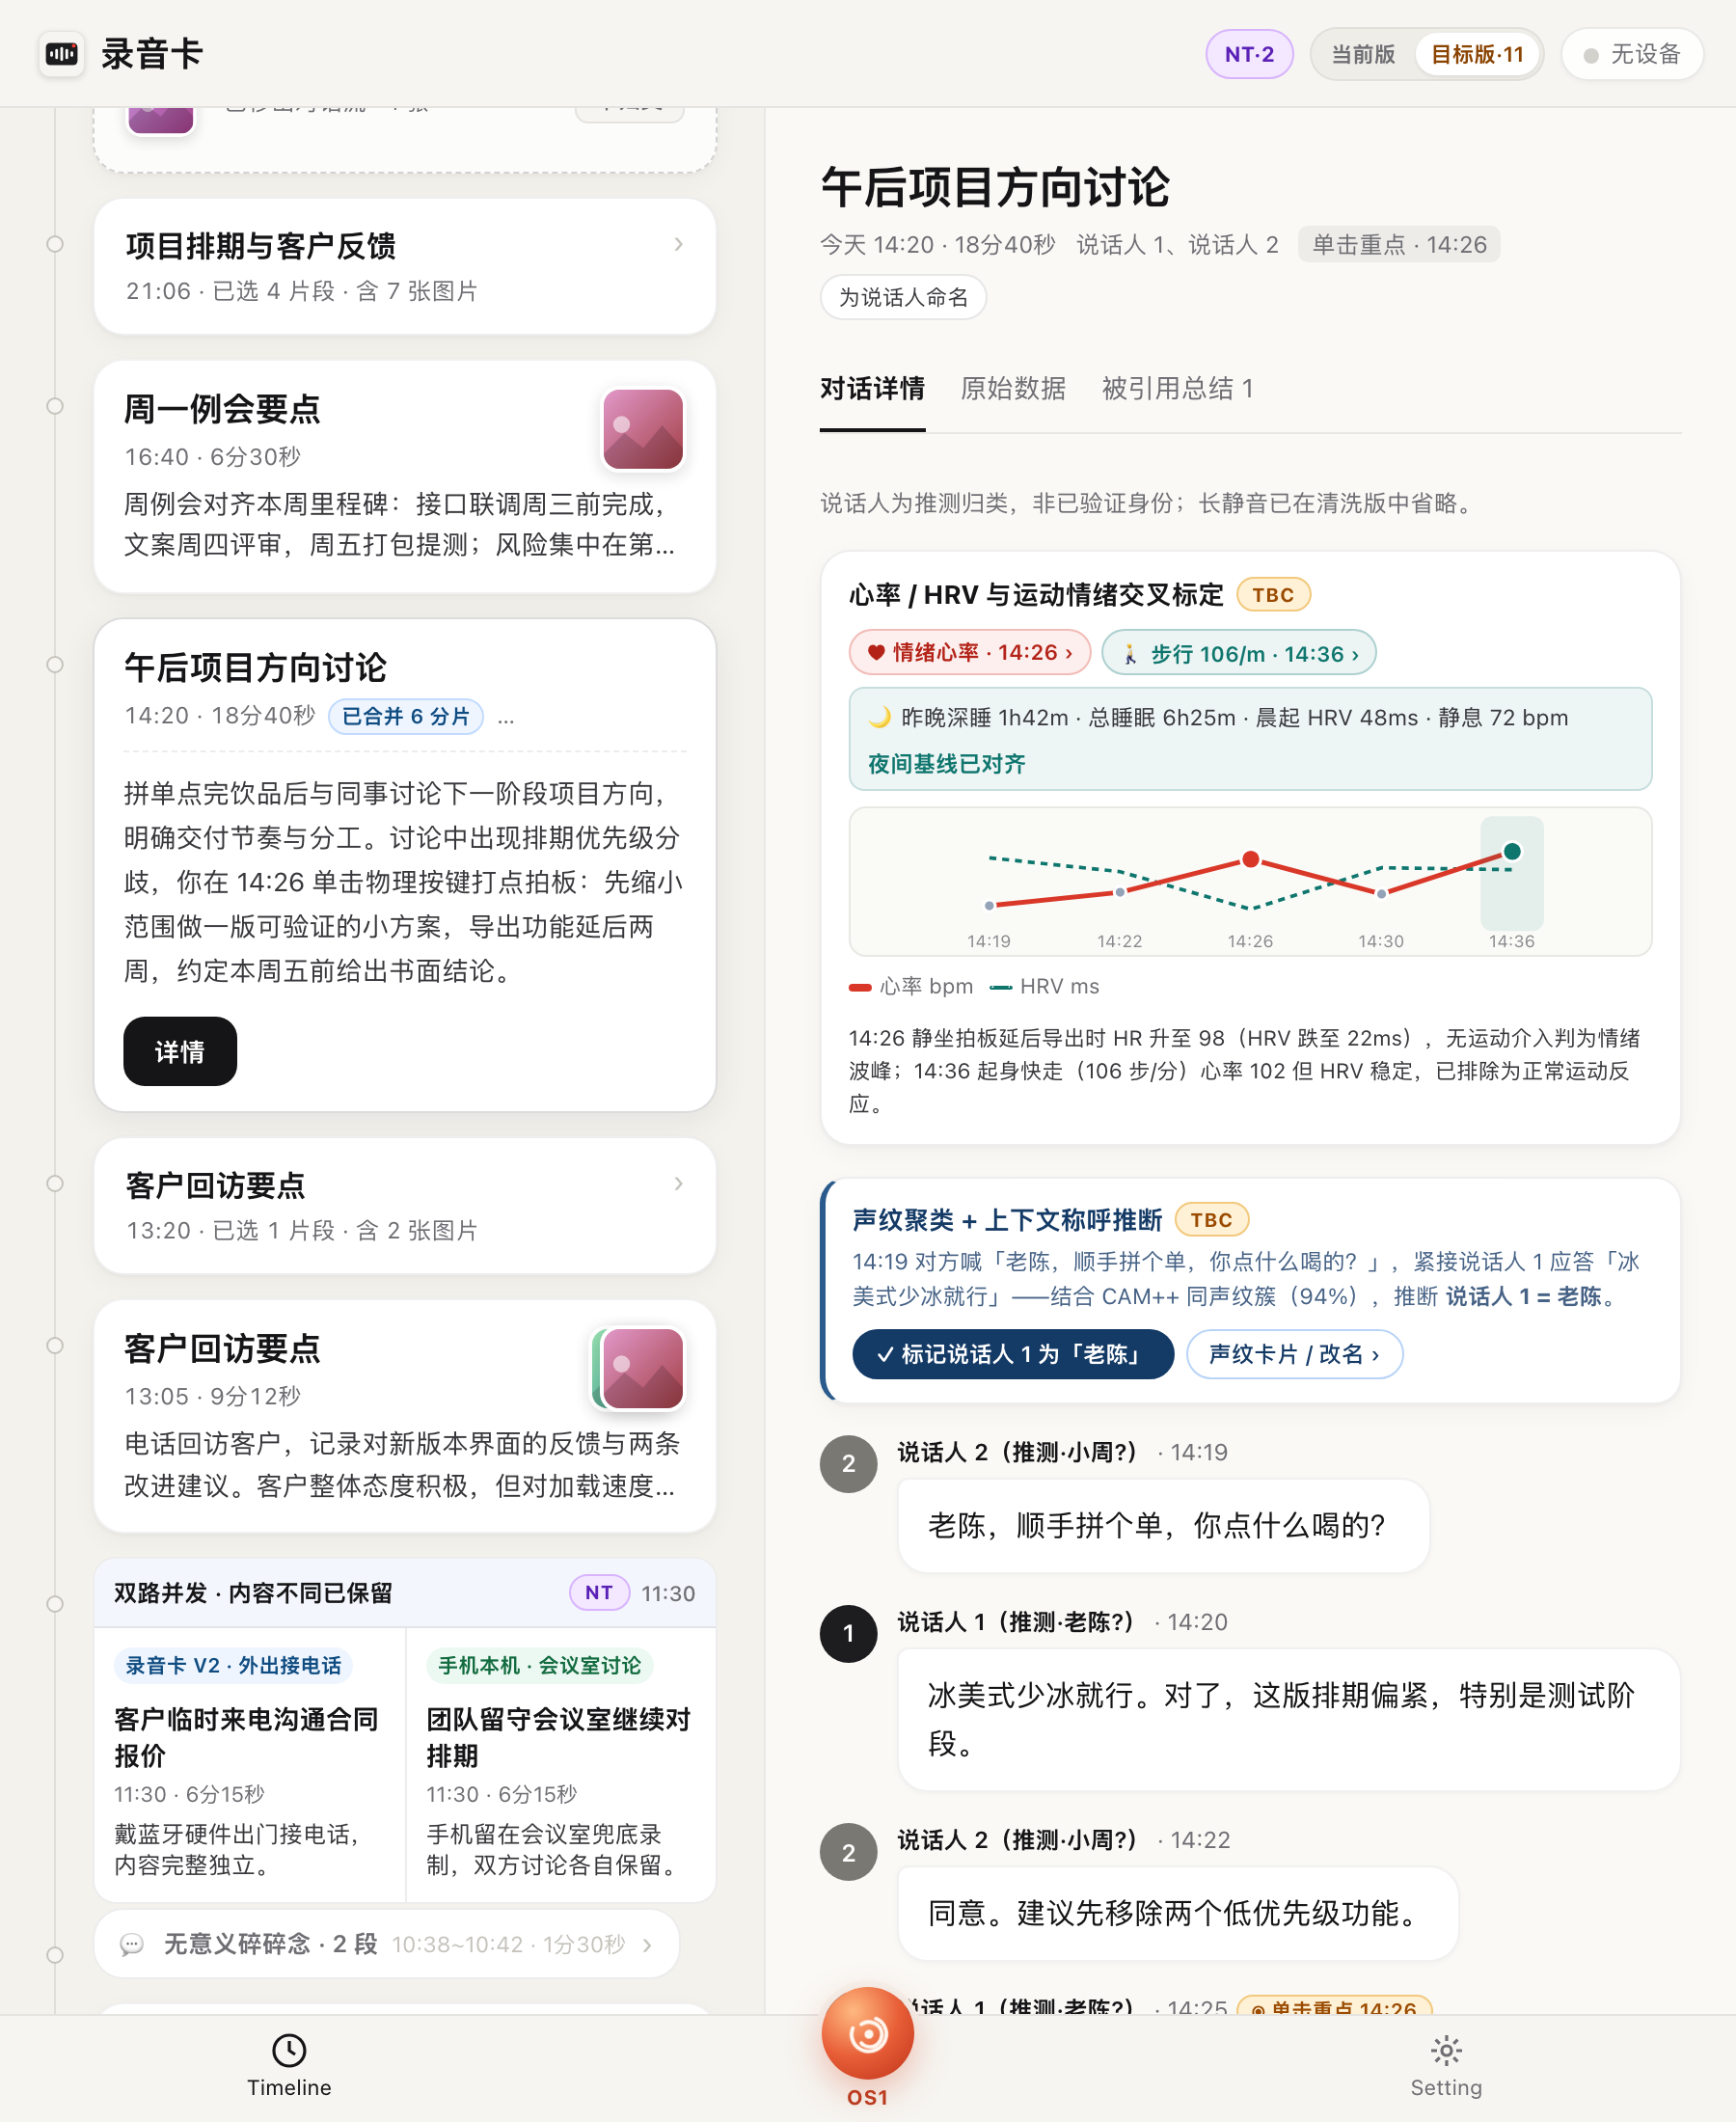 录音卡
NT·2
当前版
目标版·11
无设备
项目排期与客户反馈
21:06 · 已选 4 片段 · 含 7 张图片
周一例会要点
16:40 · 6分30秒
周例会对齐本周里程碑：接口联调周三前完成，
文案周四评审，周五打包提测；风险集中在第...
午后项目方向讨论
14:20 · 18分40秒 已合并 6 分片 ...
拼单点完饮品后与同事讨论下一阶段项目方向，
明确交付节奏与分工。讨论中出现排期优先级分
歧，你在 14:26 单击物理按键打点拍板：先缩小
范围做一版可验证的小方案，导出功能延后两
周，约定本周五前给出书面结论。
详情
客户回访要点
13:20 · 已选 1 片段 · 含 2 张图片
客户回访要点
13:05 · 9分12秒
电话回访客户，记录对新版本界面的反馈与两条
改进建议。客户整体态度积极，但对加载速度...
双路并发 · 内容不同已保留 NT 11:30
录音卡 V2 · 外出接电话
客户临时来电沟通合同
报价
11:30 · 6分15秒
戴蓝牙硬件出门接电话，
内容完整独立。
手机本机 · 会议室讨论
团队留守会议室继续对
排期
11:30 · 6分15秒
手机留在会议室兜底录
制，双方讨论各自保留。
无意义碎碎念 · 2 段 10:38~10:42 · 1分30秒 ›
午后项目方向讨论
今天 14:20 · 18分40秒 说话人 1、说话人 2 单击重点 · 14:26
为说话人命名
对话详情 原始数据 被引用总结 1
说话人为推测归类，非已验证身份；长静音已在清洗版中省略。
心率 / HRV 与运动情绪交叉标定 TBC
情绪心率 · 14:26 › 步行 106/m · 14:36 ›
昨晚深睡 1h42m · 总睡眠 6h25m · 晨起 HRV 48ms · 静息 72 bpm
夜间基线已对齐
14:19 14:22 14:26 14:30 14:36
心率 bpm HRV ms
14:26 静坐拍板延后导出时 HR 升至 98（HRV 跌至 22ms），无运动介入判为情绪
波峰；14:36 起身快走（106 步/分）心率 102 但 HRV 稳定，已排除为正常运动反
应。
声纹聚类 + 上下文称呼推断 TBC
14:19 对方喊「老陈，顺手拼个单，你点什么喝的？」，紧接说话人 1 应答「冰
美式少冰就行」——结合 CAM++ 同声纹簇（94%），推断 说话人 1 = 老陈。
✓ 标记说话人 1 为「老陈」 声纹卡片 / 改名 ›
2 说话人 2（推测·小周?） · 14:19
老陈，顺手拼个单，你点什么喝的？
1 说话人 1（推测·老陈?） · 14:20
冰美式少冰就行。对了，这版排期偏紧，特别是测试阶
段。
2 说话人 2（推测·小周?） · 14:22
同意。建议先移除两个低优先级功能。
说话人 1（推测·老陈?） · 14:25 单击重点 14:26
Timeline
OS1
Setting